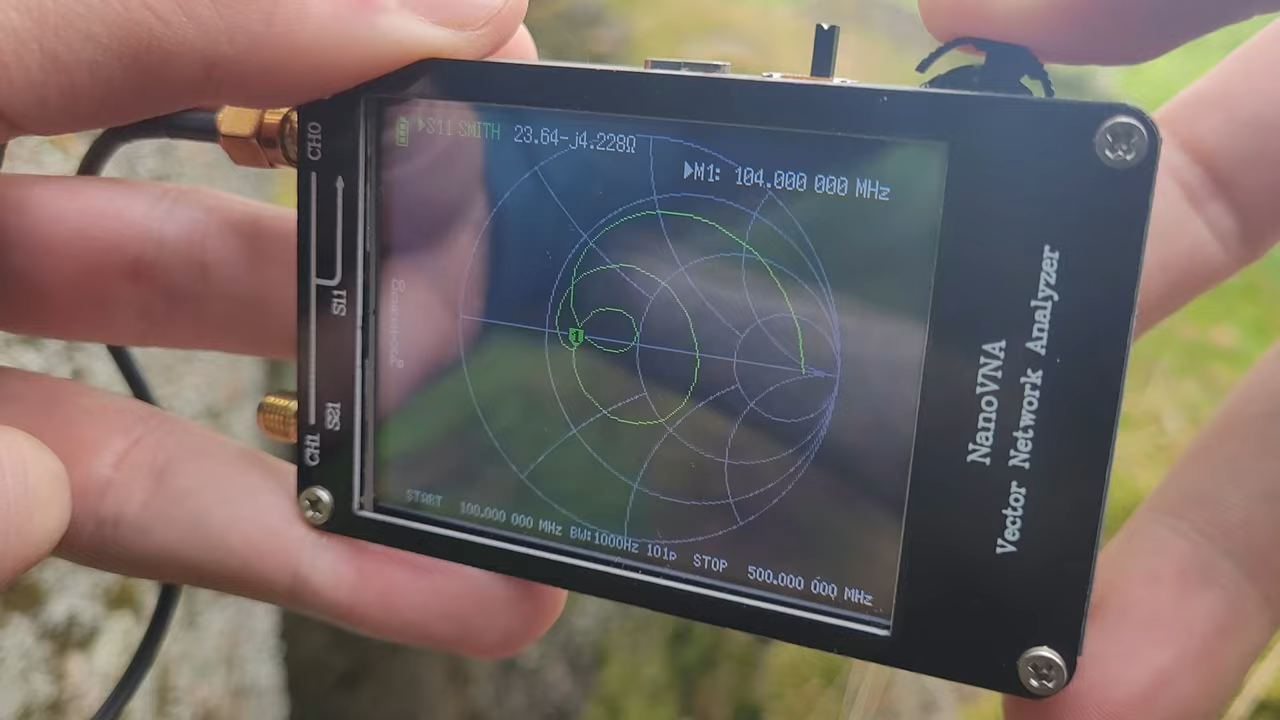 ▶S11 SMITH 23.64-j4.228Ω
▶M1: 104.000 000 MHz
START 100.000 000 MHz BW:1000Hz 101p STOP 500.000 000 MHz
CH0
S11
S21
CH1
NanoVNA
Vector Network Analyzer